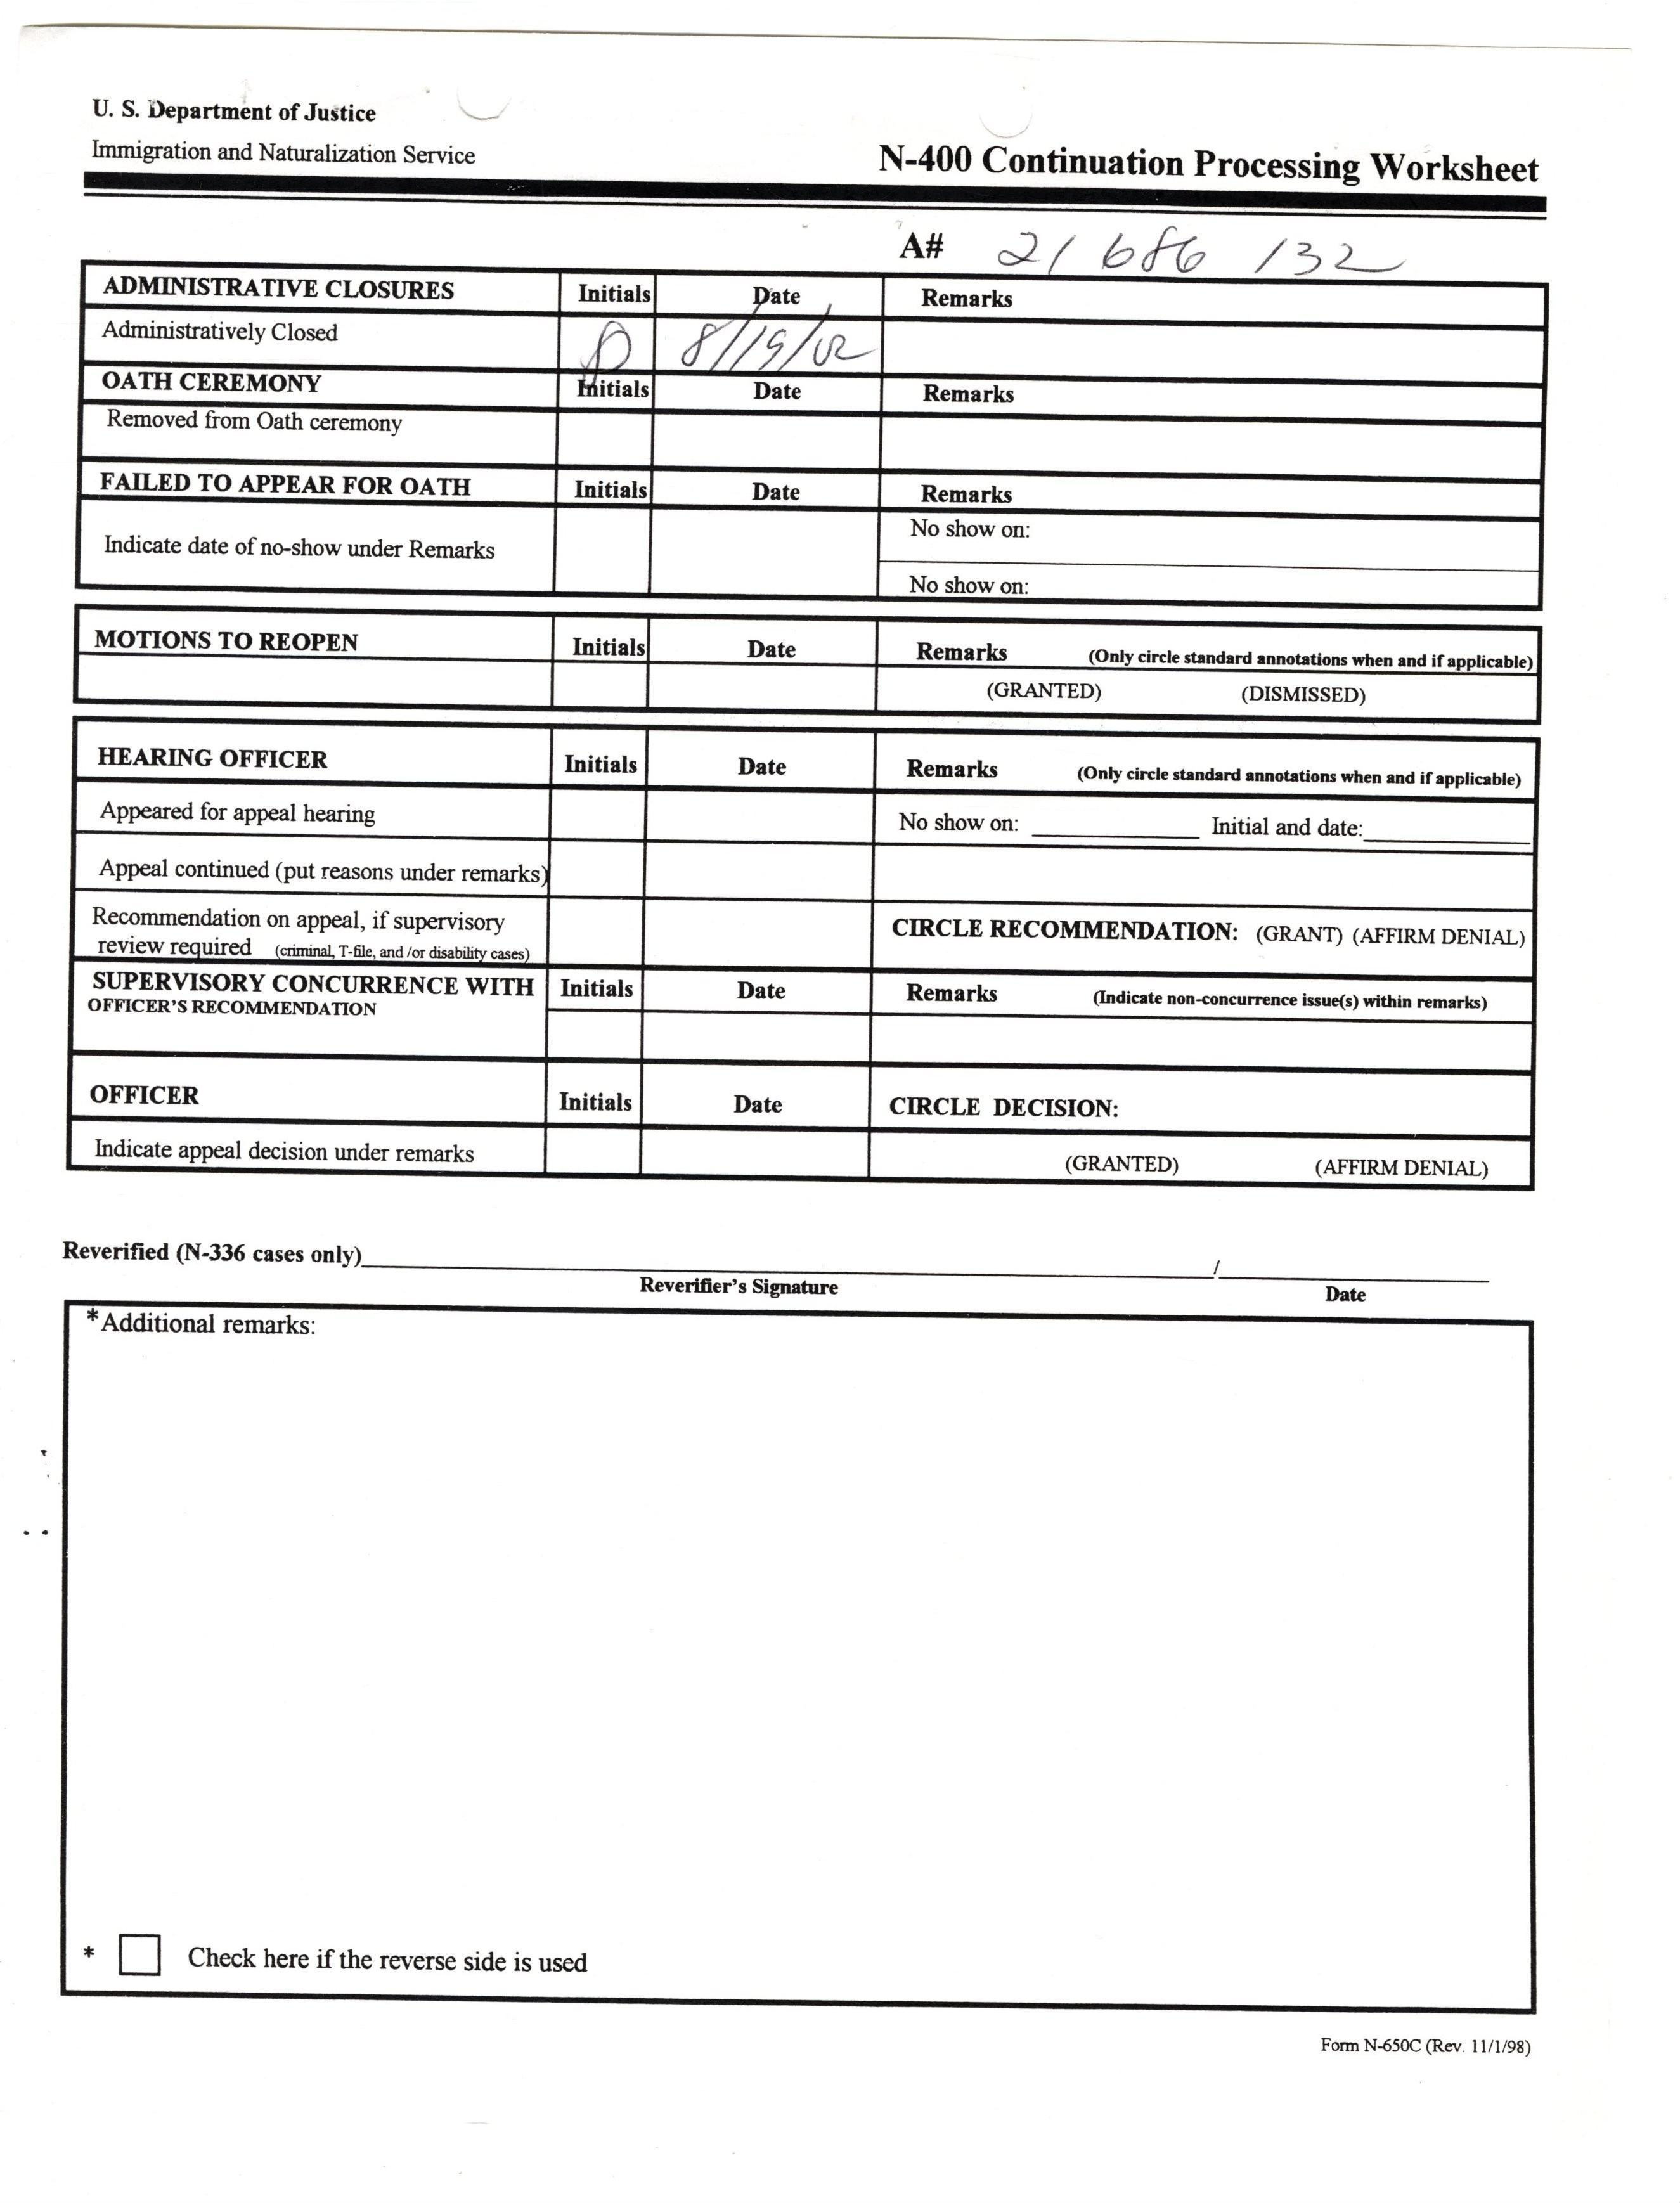 U. S. Department of Justice
Immigration and Naturalization Service
N-400 Continuation Processing Worksheet
A# 21 686 132
ADMINISTRATIVE CLOSURES Initials Date Remarks
Administratively Closed 8/19/02
OATH CEREMONY Initials Date Remarks
Removed from Oath ceremony
FAILED TO APPEAR FOR OATH Initials Date Remarks
Indicate date of no-show under Remarks
No show on:
No show on:
MOTIONS TO REOPEN Initials Date Remarks (Only circle standard annotations when and if applicable)
(GRANTED) (DISMISSED)
HEARING OFFICER Initials Date Remarks (Only circle standard annotations when and if applicable)
Appeared for appeal hearing No show on: Initial and date:
Appeal continued (put reasons under remarks)
Recommendation on appeal, if supervisory
review required (criminal, T-file, and /or disability cases)
CIRCLE RECOMMENDATION: (GRANT) (AFFIRM DENIAL)
SUPERVISORY CONCURRENCE WITH Initials Date Remarks (Indicate non-concurrence issue(s) within remarks)
OFFICER'S RECOMMENDATION
OFFICER Initials Date CIRCLE DECISION:
Indicate appeal decision under remarks (GRANTED) (AFFIRM DENIAL)
Reverified (N-336 cases only) /
Reverifier's Signature Date
*Additional remarks:
* Check here if the reverse side is used
Form N-650C (Rev. 11/1/98)